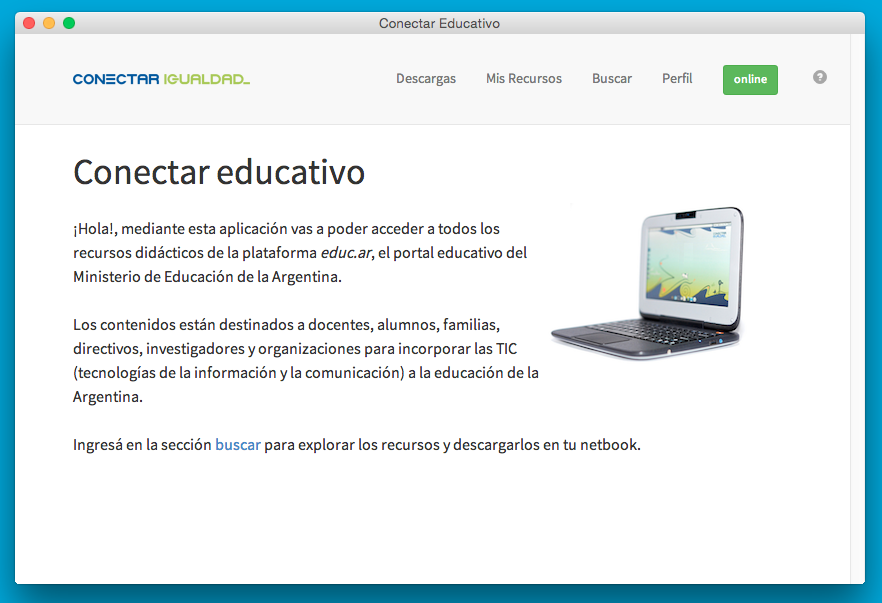 Conectar Educativo
CONECTAR IGUALDAD_
Descargas
Mis Recursos
Buscar
Perfil
online
?
Conectar educativo
¡Hola!, mediante esta aplicación vas a poder acceder a todos los
recursos didácticos de la plataforma educ.ar, el portal educativo del
Ministerio de Educación de la Argentina.
Los contenidos están destinados a docentes, alumnos, familias,
directivos, investigadores y organizaciones para incorporar las TIC
(tecnologías de la información y la comunicación) a la educación de la
Argentina.
Ingresá en la sección buscar para explorar los recursos y descargarlos en tu netbook.